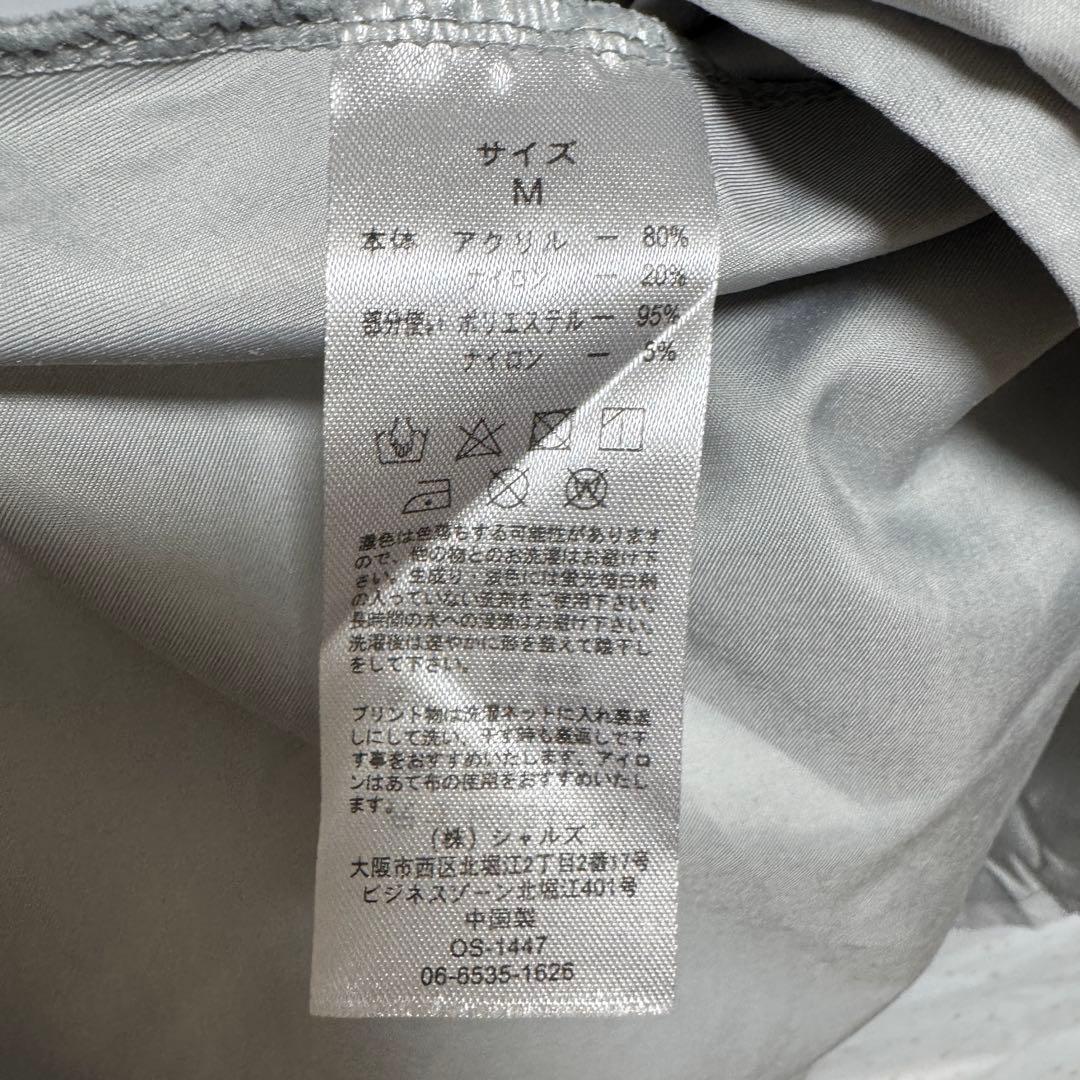 サイズ
M
本体 アクリル ー 80%
ナイロン ー 20%
部分使い ポリエステル ー 95%
ナイロン ー 5%
W
濃色は色落ちする可能性があります
ので、他の物とのお洗濯はお避け下
さい。生成り・淡色には蛍光増白剤
の入っていない洗剤をご使用下さい。
長時間の水への浸漬はお避け下さい。
洗濯後は速やかに形を整えて陰干し
をして下さい。
プリント物は洗濯ネットに入れ裏返
しにして洗い、干す時も裏返しで干
す事をおすすめいたします。アイロ
ンはあて布の使用をおすすめいたし
ます。
(株)シャルズ
大阪市西区北堀江2丁目2番17号
ビジネスゾーン北堀江401号
中国製
OS-1447
06-6535-1626